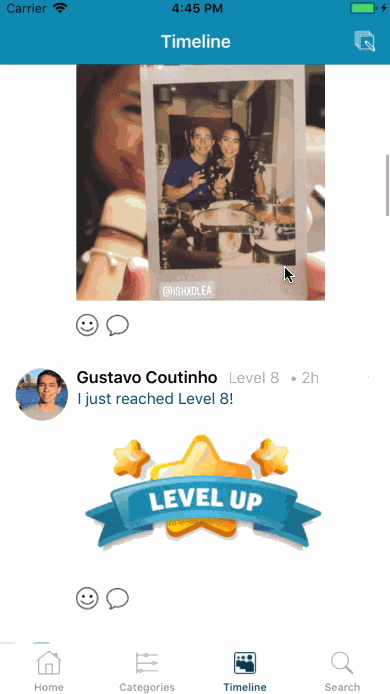 Carrier 4:45 PM
Timeline
@ISHXOLEA
Gustavo Coutinho Level 8 • 2h
I just reached Level 8!
LEVEL UP
Home Categories Timeline Search